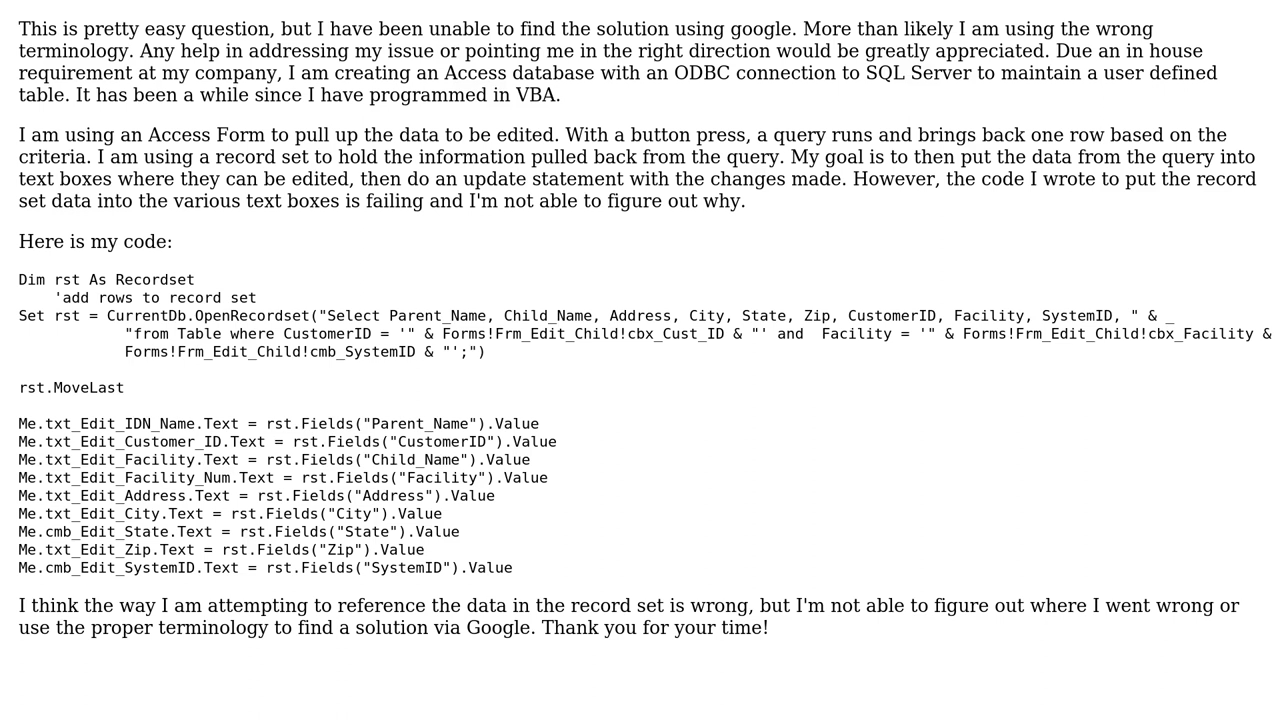 This is pretty easy question, but I have been unable to find the solution using google. More than likely I am using the wrong
terminology. Any help in addressing my issue or pointing me in the right direction would be greatly appreciated. Due an in house
requirement at my company, I am creating an Access database with an ODBC connection to SQL Server to maintain a user defined
table. It has been a while since I have programmed in VBA.
I am using an Access Form to pull up the data to be edited. With a button press, a query runs and brings back one row based on the
criteria. I am using a record set to hold the information pulled back from the query. My goal is to then put the data from the query into
text boxes where they can be edited, then do an update statement with the changes made. However, the code I wrote to put the record
set data into the various text boxes is failing and I'm not able to figure out why.
Here is my code:
Dim rst As Recordset
    'add rows to record set
Set rst = CurrentDb.OpenRecordset("Select Parent_Name, Child_Name, Address, City, State, Zip, CustomerID, Facility, SystemID, " & _
            "from Table where CustomerID = '" & Forms!Frm_Edit_Child!cbx_Cust_ID & "' and  Facility = '" & Forms!Frm_Edit_Child!cbx_Facility &
            Forms!Frm_Edit_Child!cmb_SystemID & "';")
rst.MoveLast
Me.txt_Edit_IDN_Name.Text = rst.Fields("Parent_Name").Value
Me.txt_Edit_Customer_ID.Text = rst.Fields("CustomerID").Value
Me.txt_Edit_Facility.Text = rst.Fields("Child_Name").Value
Me.txt_Edit_Facility_Num.Text = rst.Fields("Facility").Value
Me.txt_Edit_Address.Text = rst.Fields("Address").Value
Me.txt_Edit_City.Text = rst.Fields("City").Value
Me.cmb_Edit_State.Text = rst.Fields("State").Value
Me.txt_Edit_Zip.Text = rst.Fields("Zip").Value
Me.cmb_Edit_SystemID.Text = rst.Fields("SystemID").Value
I think the way I am attempting to reference the data in the record set is wrong, but I'm not able to figure out where I went wrong or
use the proper terminology to find a solution via Google. Thank you for your time!